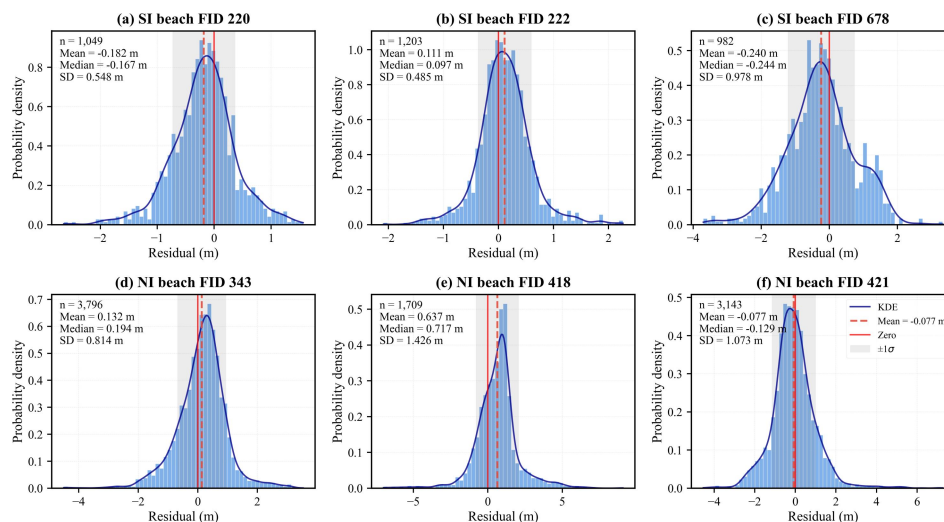 (a) SI beach FID 220
n = 1,049
Mean = -0.182 m
Median = -0.167 m
SD = 0.548 m
Probability density
0.0
0.2
0.4
0.6
0.8
−2
−1
0
1
Residual (m)
(b) SI beach FID 222
n = 1,203
Mean = 0.111 m
Median = 0.097 m
SD = 0.485 m
Probability density
0.0
0.2
0.4
0.6
0.8
1.0
−2
−1
0
1
2
Residual (m)
(c) SI beach FID 678
n = 982
Mean = -0.240 m
Median = -0.244 m
SD = 0.978 m
Probability density
0.0
0.1
0.2
0.3
0.4
0.5
−4
−2
0
2
Residual (m)
(d) NI beach FID 343
n = 3,796
Mean = 0.132 m
Median = 0.194 m
SD = 0.814 m
Probability density
0.0
0.1
0.2
0.3
0.4
0.5
0.6
0.7
−4
−2
0
2
Residual (m)
(e) NI beach FID 418
n = 1,709
Mean = 0.637 m
Median = 0.717 m
SD = 1.426 m
Probability density
0.0
0.1
0.2
0.3
0.4
0.5
−5
0
5
Residual (m)
(f) NI beach FID 421
n = 3,143
Mean = -0.077 m
Median = -0.129 m
SD = 1.073 m
KDE
Mean = -0.077 m
Zero
±1σ
Probability density
0.0
0.1
0.2
0.3
0.4
0.5
−4
−2
0
2
4
6
Residual (m)